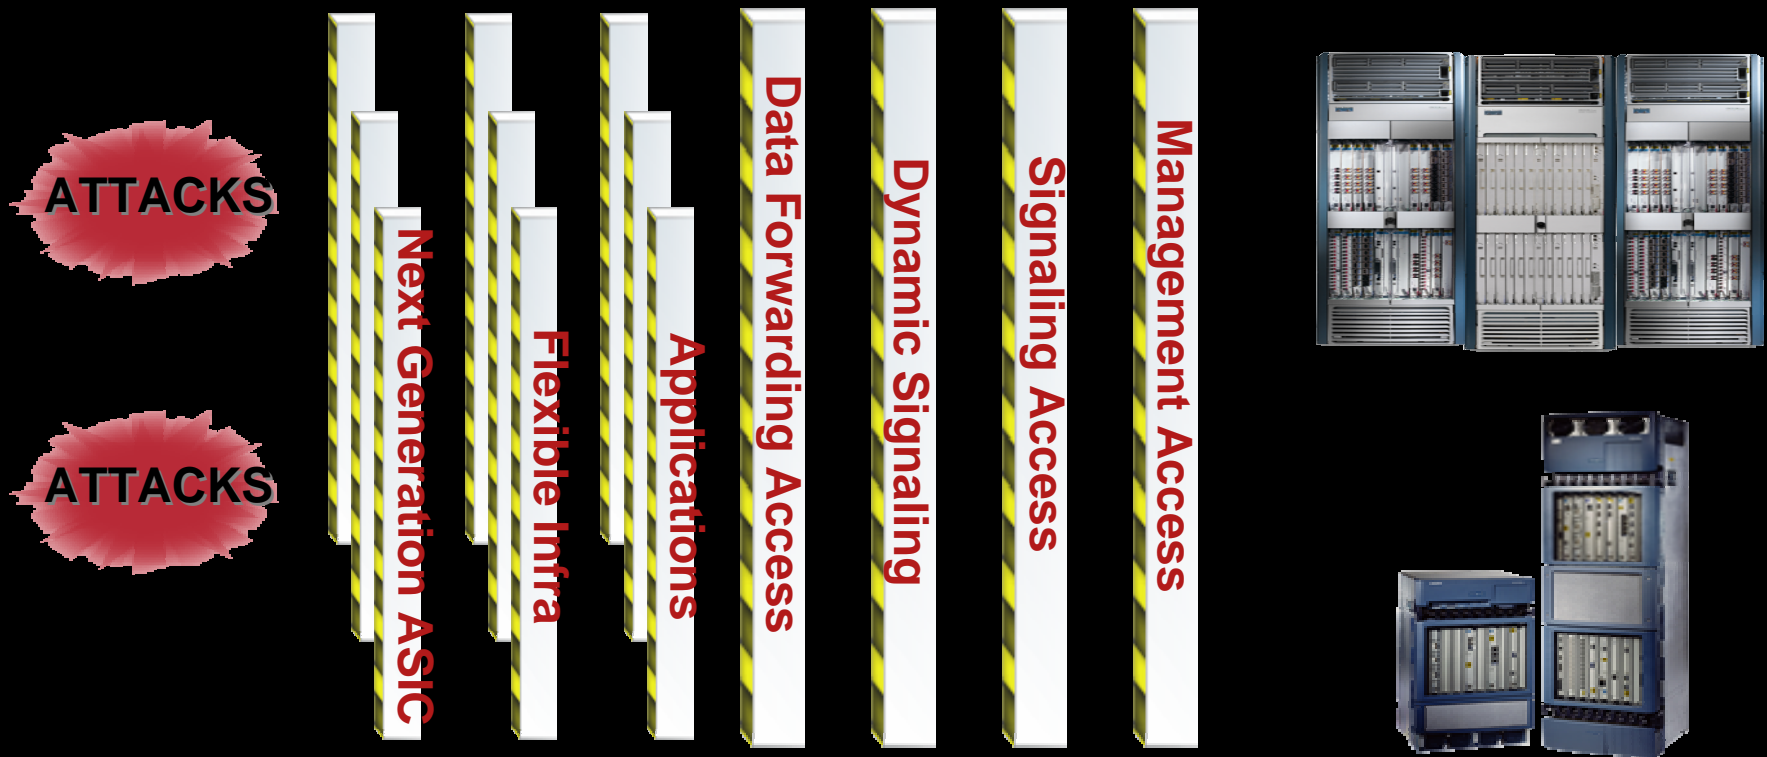 ATTACKS
ATTACKS
Next Generation ASIC
Flexible Infra
Applications
Data Forwarding Access
Dynamic Signaling
Signaling Access
Management Access